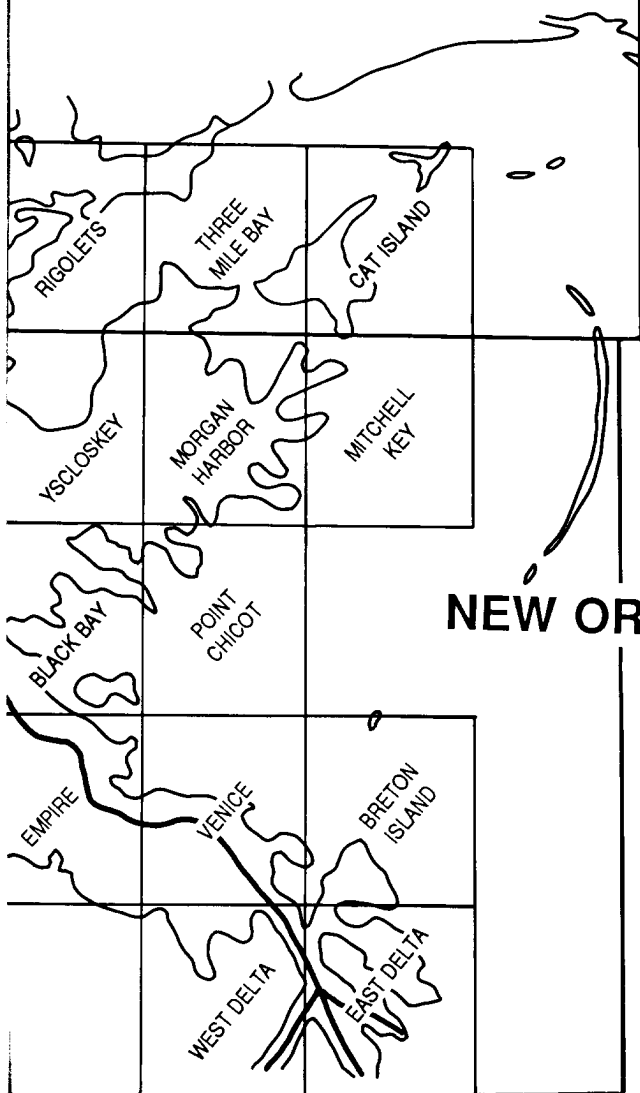 RIGOLETS
THREE
MILE BAY
CAT ISLAND
YSCLOSKEY
MORGAN
HARBOR
MITCHELL
KEY
BLACK BAY
POINT
CHICOT
NEW OR
EMPIRE
VENICE
BRETON
ISLAND
WEST DELTA
EAST DELTA